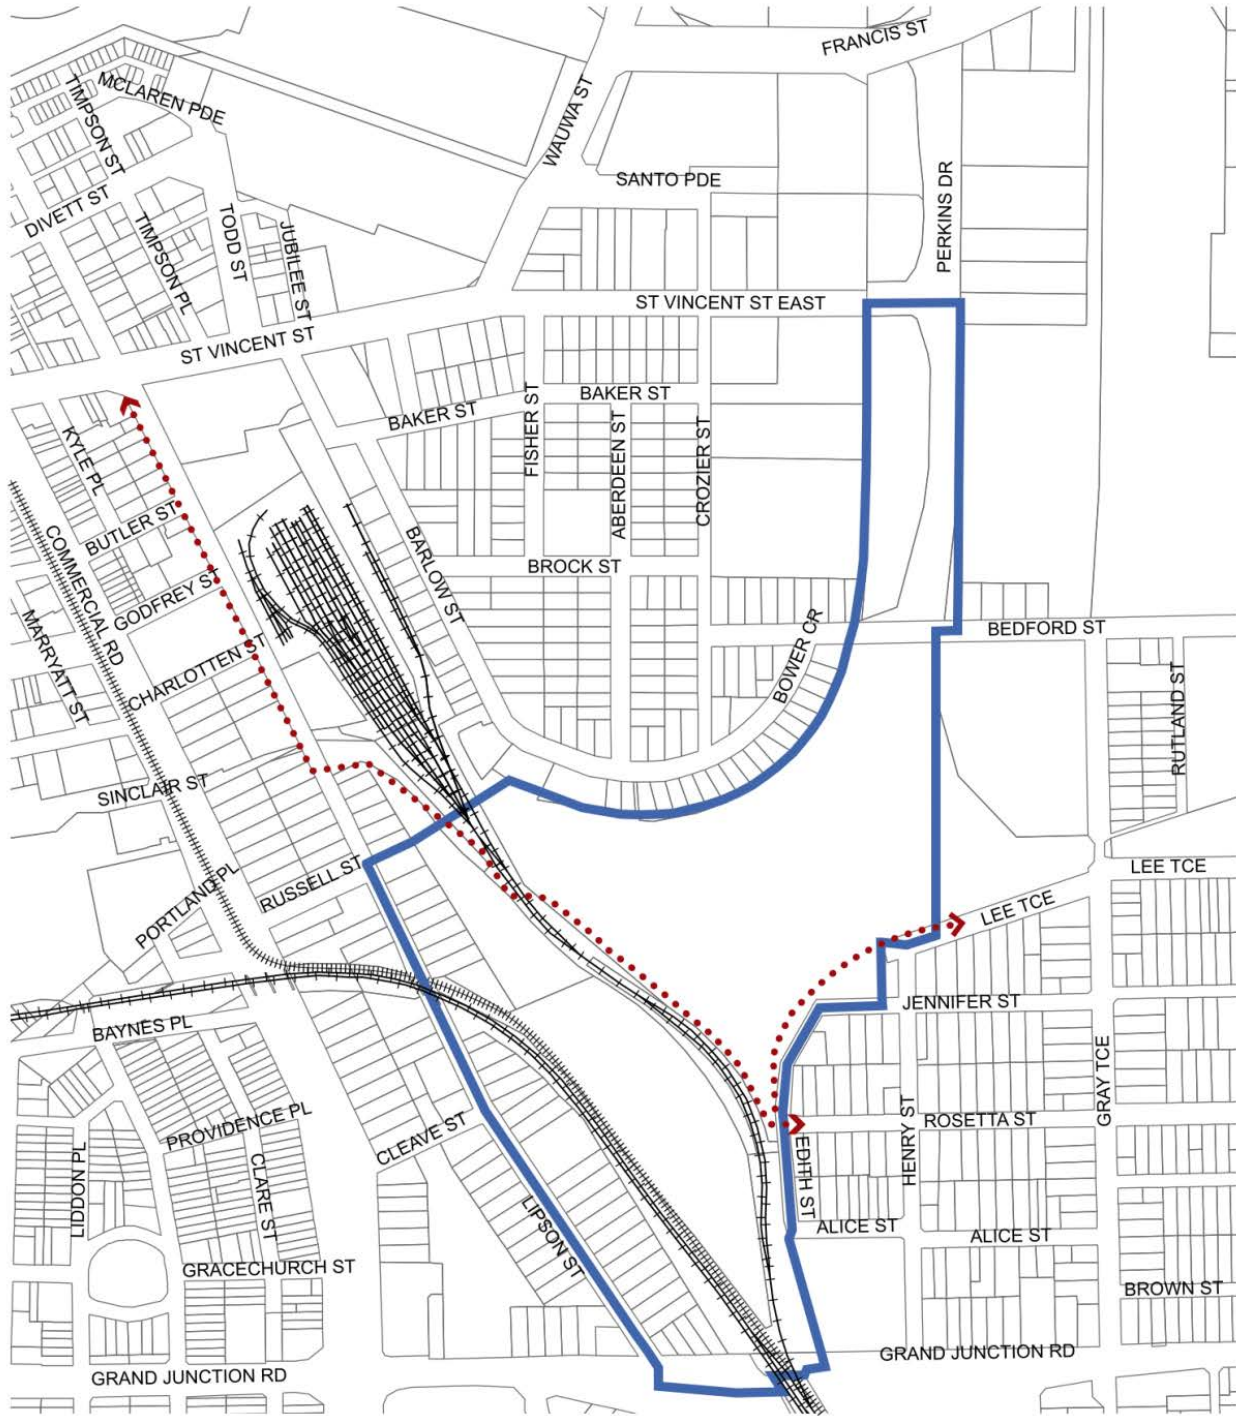 FRANCIS ST
MCLAREN PDE
TIMPSON ST
WAUWA ST
SANTO PDE
DIVETT ST
TIMPSON PL
TODD ST
JUBILEE ST
PERKINS DR
ST VINCENT ST EAST
ST VINCENT ST
BAKER ST
BAKER ST
FISHER ST
ABERDEEN ST
CROZIER ST
KYLE PL
BUTLER ST
COMMERCIAL RD
BARLOW ST
BROCK ST
GODFREY ST
MARRYATT ST
CHARLOTTEN ST
BOWER CR
BEDFORD ST
RUTLAND ST
SINCLAIR ST
RUSSELL ST
PORTLAND PL
LEE TCE
LEE TCE
JENNIFER ST
BAYNES PL
GRAY TCE
PROVIDENCE PL
CLEAVE ST
ROSETTA ST
HENRY ST
EDITH ST
LIDDON PL
CLARE ST
LIPSON ST
ALICE ST
ALICE ST
GRACECHURCH ST
BROWN ST
GRAND JUNCTION RD
GRAND JUNCTION RD